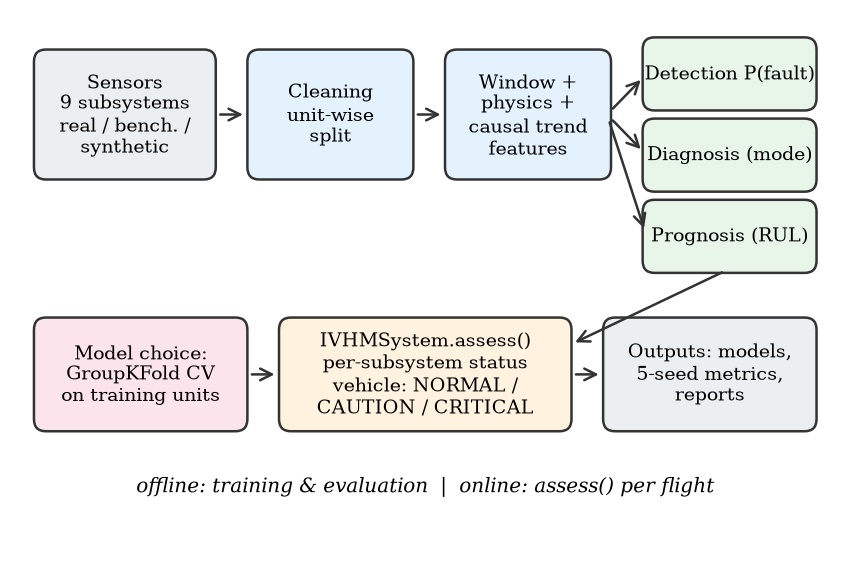 Sensors
9 subsystems
real / bench. /
synthetic
Cleaning
unit-wise
split
Window +
physics +
causal trend
features
Detection P(fault)
Diagnosis (mode)
Prognosis (RUL)
Model choice:
GroupKFold CV
on training units
IVHMSystem.assess()
per-subsystem status
vehicle: NORMAL /
CAUTION / CRITICAL
Outputs: models,
5-seed metrics,
reports
offline: training & evaluation | online: assess() per flight